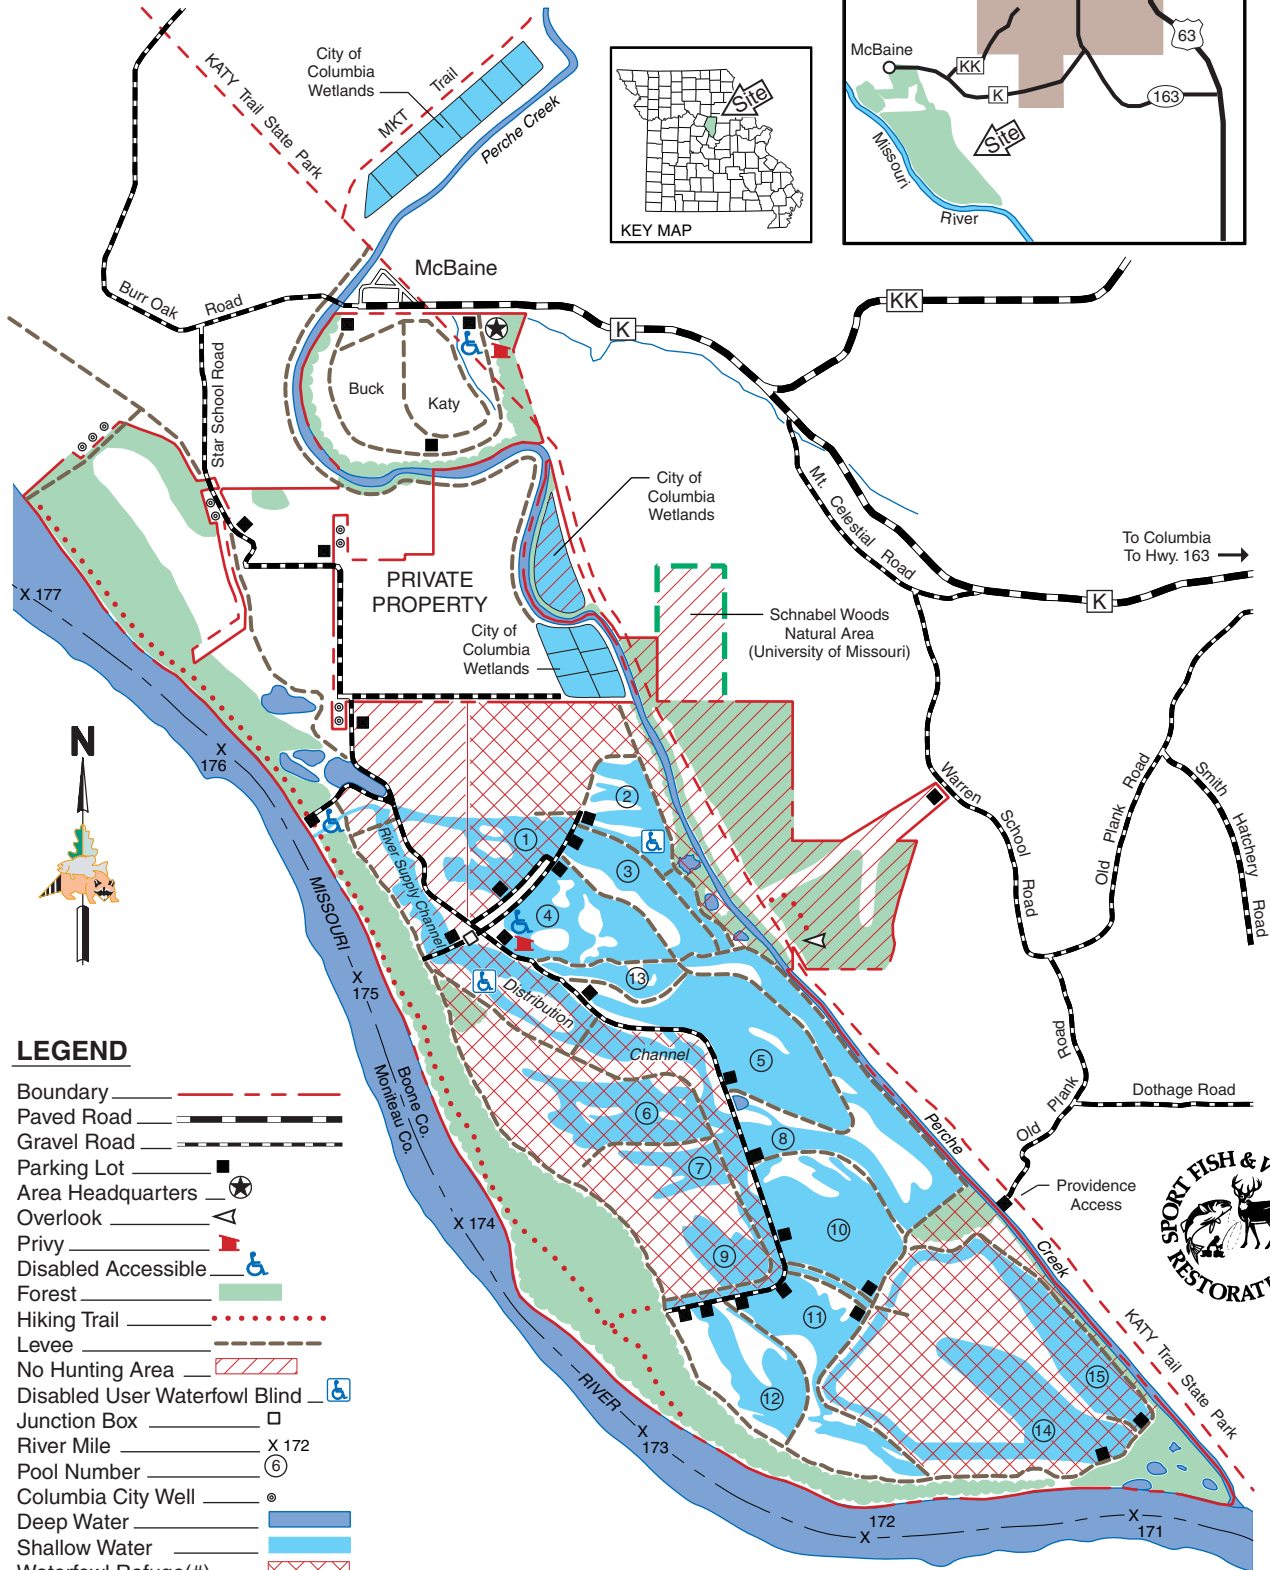 City of
Columbia
Wetlands
MKT Trail
KATY Trail State Park
Perche Creek
KEY MAP
Site
McBaine
KK
K
63
163
Site
Missouri
River
McBaine
Burr Oak Road
Star School Road
K
KK
Buck
Katy
City of
Columbia
Wetlands
Mt. Celestial Road
To Columbia
To Hwy. 163
K
PRIVATE
PROPERTY
City of
Columbia
Wetlands
Schnabel Woods
Natural Area
(University of Missouri)
X 177
X
176
N
Warren School Road
Old Plank Road
Smith Hatchery Road
River Supply Channel
1
2
3
4
13
5
6
7
8
9
10
11
12
14
15
Distribution
Channel
MISSOURI
X
175
Boone Co.
Moniteau Co.
X 174
RIVER
X
173
172
X
X
171
Perche
Creek
Old Plank Road
Dothage Road
Providence
Access
KATY Trail State Park
SPORT FISH & W
RESTORATI
LEGEND
Boundary
Paved Road
Gravel Road
Parking Lot
Area Headquarters
Overlook
Privy
Disabled Accessible
Forest
Hiking Trail
Levee
No Hunting Area
Disabled User Waterfowl Blind
Junction Box
River Mile X 172
Pool Number 6
Columbia City Well
Deep Water
Shallow Water
Waterfowl Refuge(#)